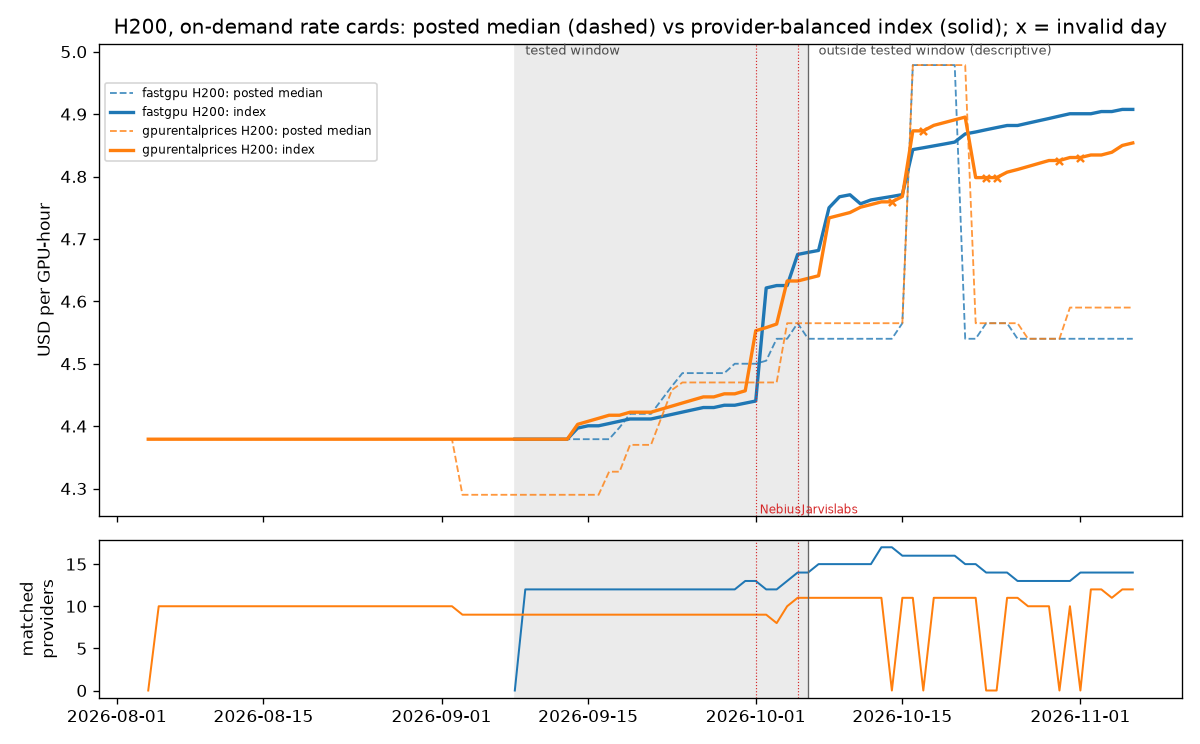 H200, on-demand rate cards: posted median (dashed) vs provider-balanced index (solid); x = invalid day
tested window
outside tested window (descriptive)
fastgpu H200: posted median
fastgpu H200: index
gpurentalprices H200: posted median
gpurentalprices H200: index
USD per GPU-hour
5.0
4.9
4.8
4.7
4.6
4.5
4.4
4.3
Nebius
Jarvislabs
matched
providers
15
10
5
0
2026-08-01
2026-08-15
2026-09-01
2026-09-15
2026-10-01
2026-10-15
2026-11-01